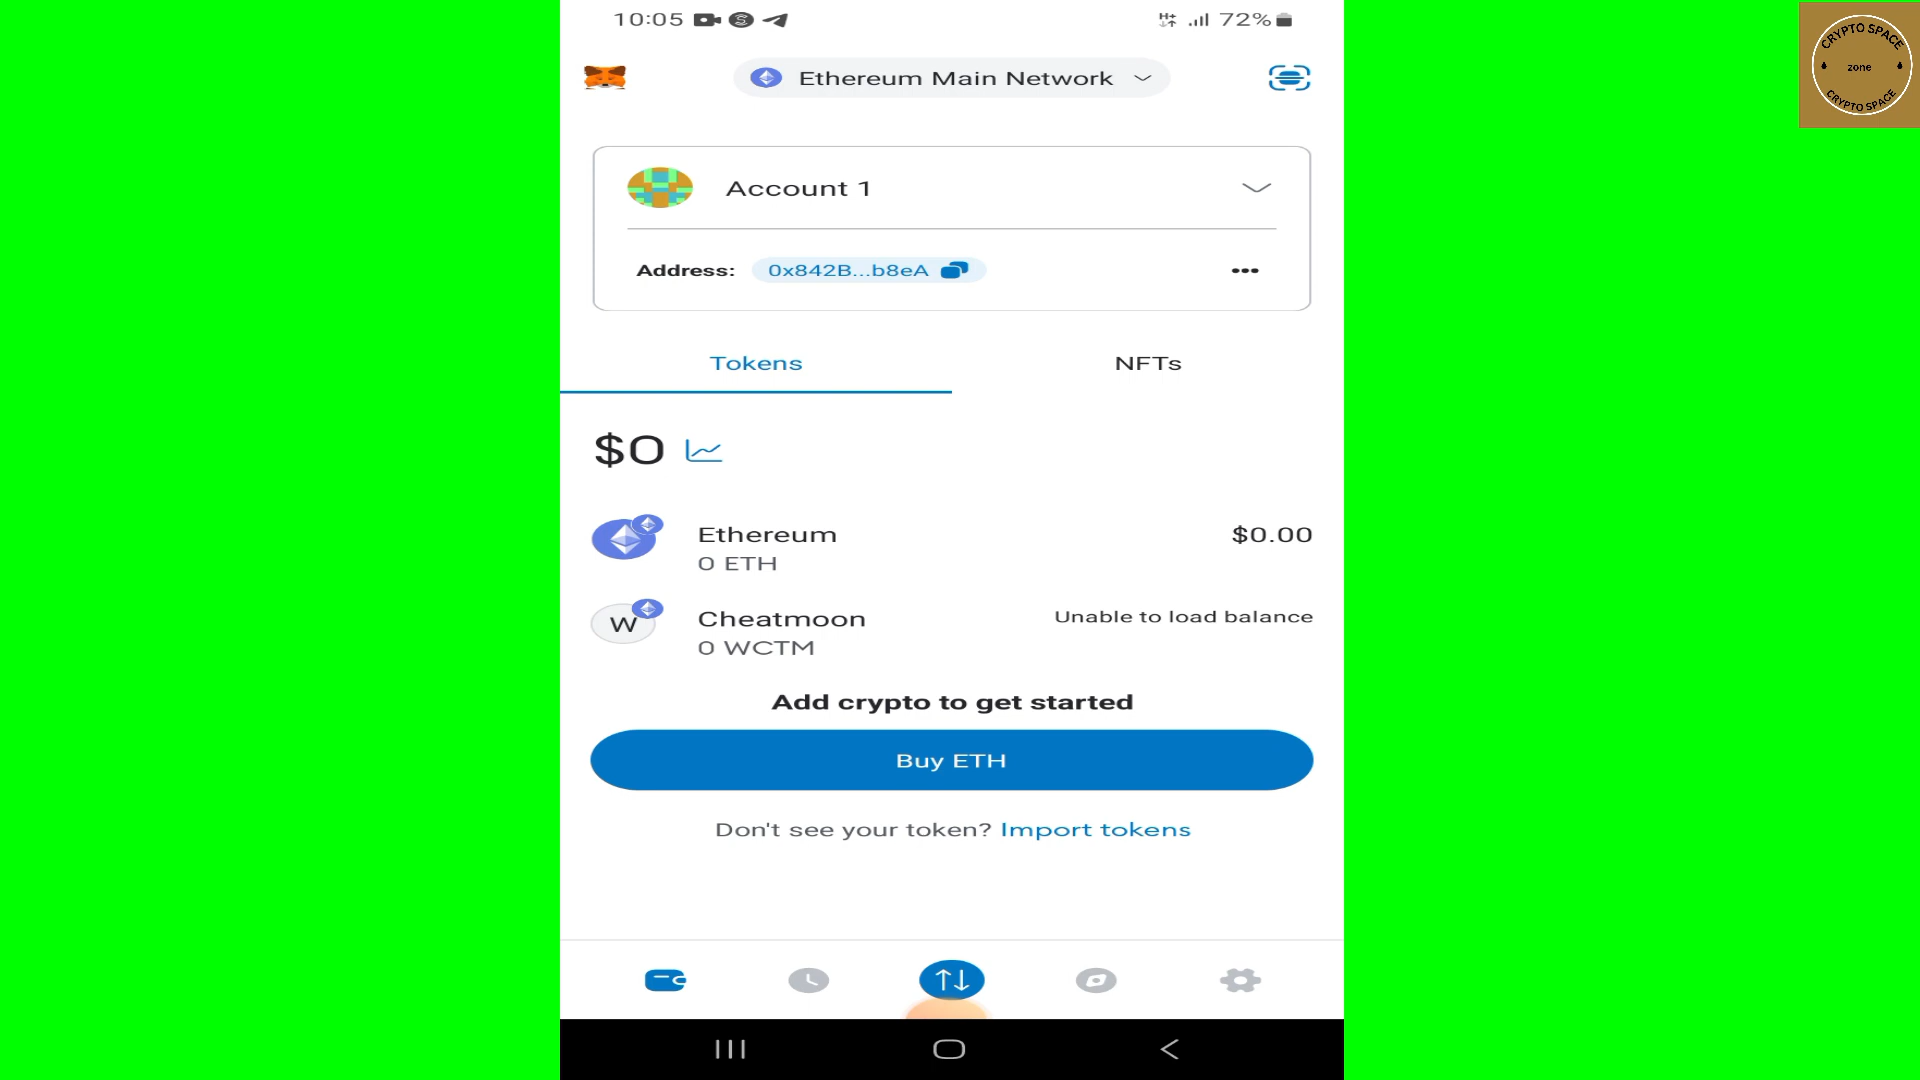 10:05
72%
CRYPTO SPACE
zone
CRYPTO SPACE
Ethereum Main Network
Account 1
Address: 0x842B...b8eA
Tokens
NFTs
$0
Ethereum
$0.00
0 ETH
W
Cheatmoon
Unable to load balance
0 WCTM
Add crypto to get started
Buy ETH
Don't see your token? Import tokens